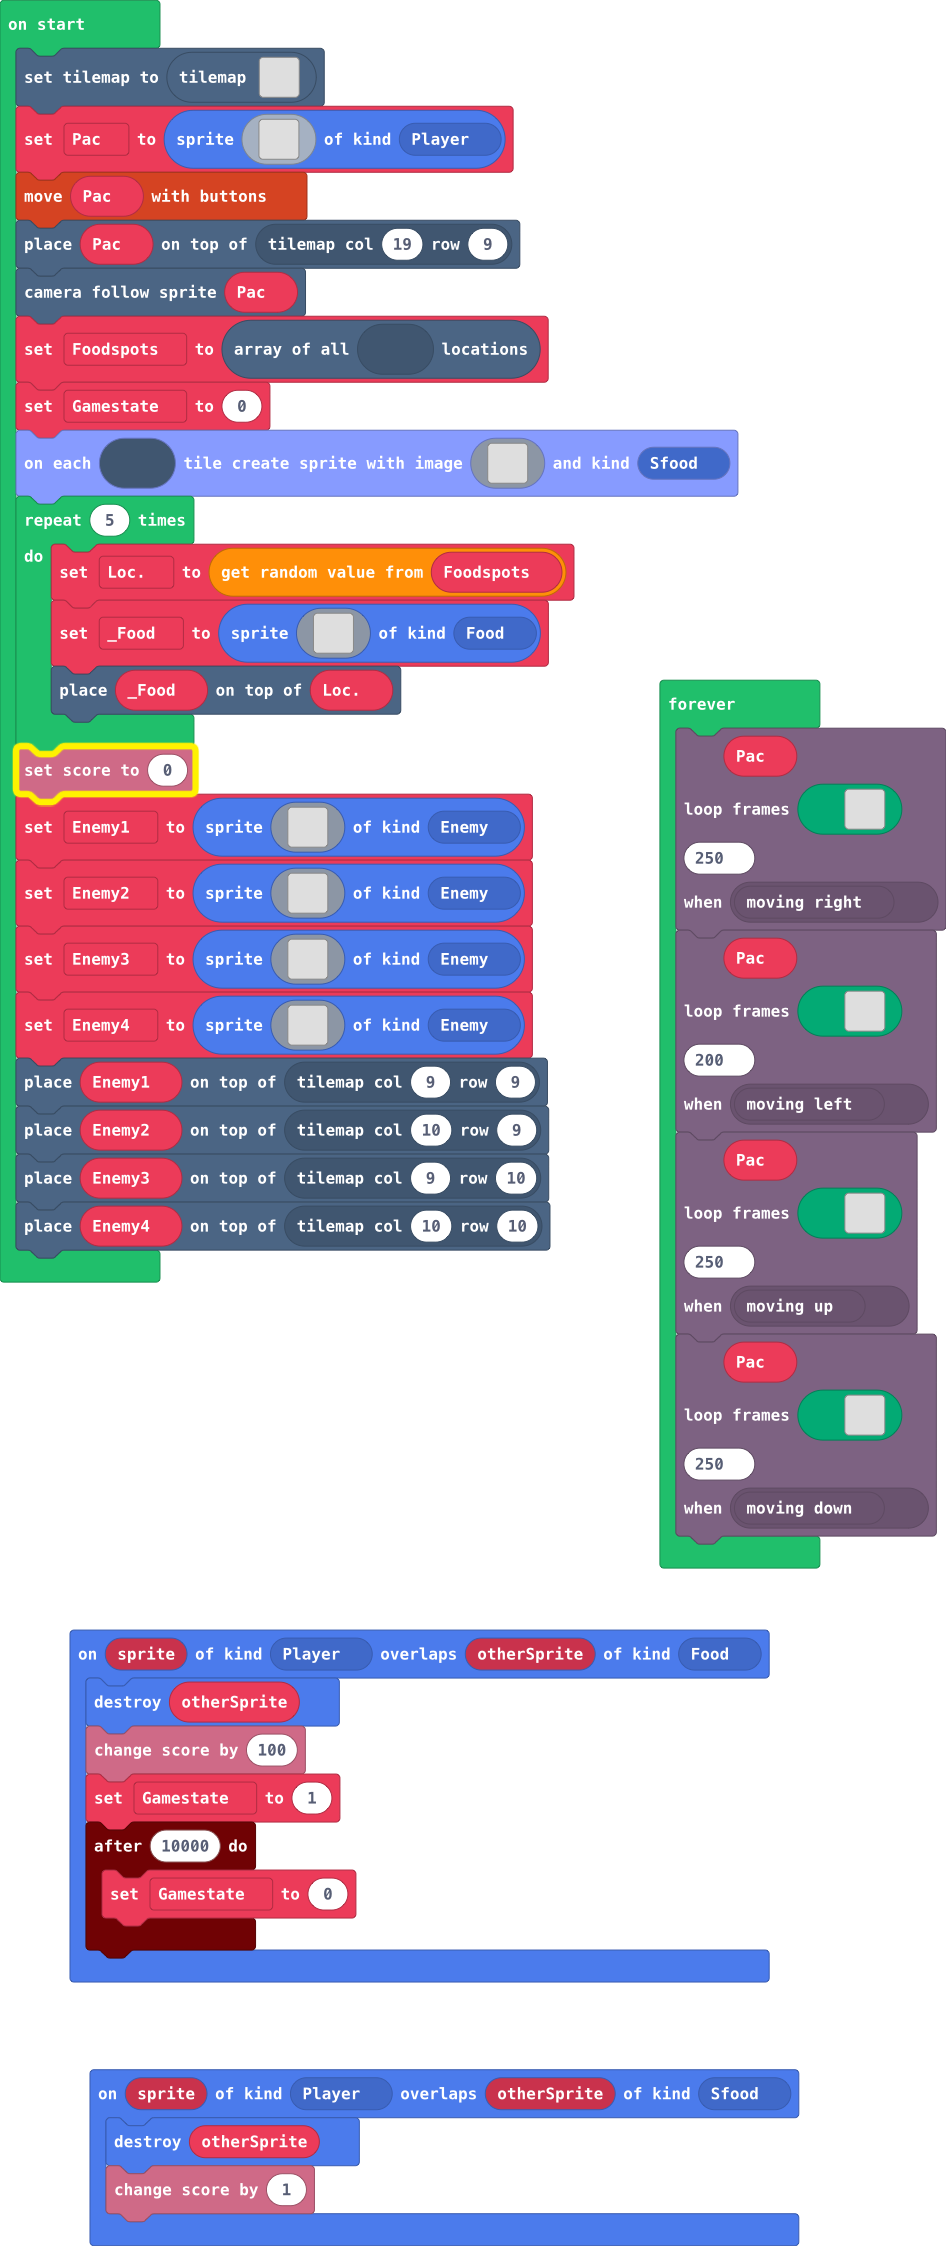 on start
set tilemap to tilemap
set Pac to sprite of kind Player
move Pac with buttons
place Pac on top of tilemap col 19 row 9
camera follow sprite Pac
set Foodspots to array of all locations
set Gamestate to 0
on each tile create sprite with image and kind Sfood
repeat 5 times
do
set Loc. to get random value from Foodspots
set _Food to sprite of kind Food
place _Food on top of Loc.
set score to 0
set Enemy1 to sprite of kind Enemy
set Enemy2 to sprite of kind Enemy
set Enemy3 to sprite of kind Enemy
set Enemy4 to sprite of kind Enemy
place Enemy1 on top of tilemap col 9 row 9
place Enemy2 on top of tilemap col 10 row 9
place Enemy3 on top of tilemap col 9 row 10
place Enemy4 on top of tilemap col 10 row 10
forever
Pac
loop frames
250
when moving right
Pac
loop frames
200
when moving left
Pac
loop frames
250
when moving up
Pac
loop frames
250
when moving down
on sprite of kind Player overlaps otherSprite of kind Food
destroy otherSprite
change score by 100
set Gamestate to 1
after 10000 do
set Gamestate to 0
on sprite of kind Player overlaps otherSprite of kind Sfood
destroy otherSprite
change score by 1